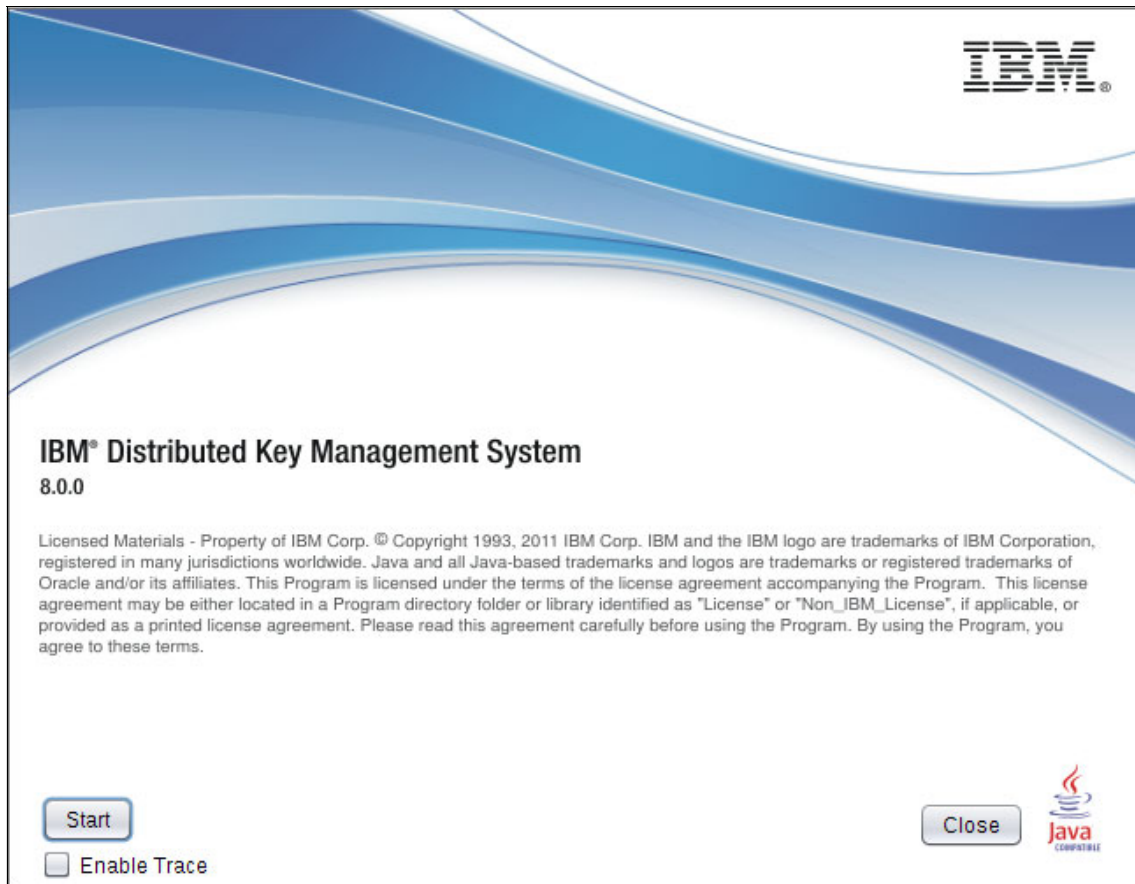 IBM®
IBM® Distributed Key Management System
8.0.0
Licensed Materials - Property of IBM Corp. © Copyright 1993, 2011 IBM Corp. IBM and the IBM logo are trademarks of IBM Corporation,
registered in many jurisdictions worldwide. Java and all Java-based trademarks and logos are trademarks or registered trademarks of
Oracle and/or its affiliates. This Program is licensed under the terms of the license agreement accompanying the Program.  This license
agreement may be either located in a Program directory folder or library identified as "License" or "Non_IBM_License", if applicable, or
provided as a printed license agreement. Please read this agreement carefully before using the Program. By using the Program, you
agree to these terms.
Start
Enable Trace
Close
Java
COMPATIBLE